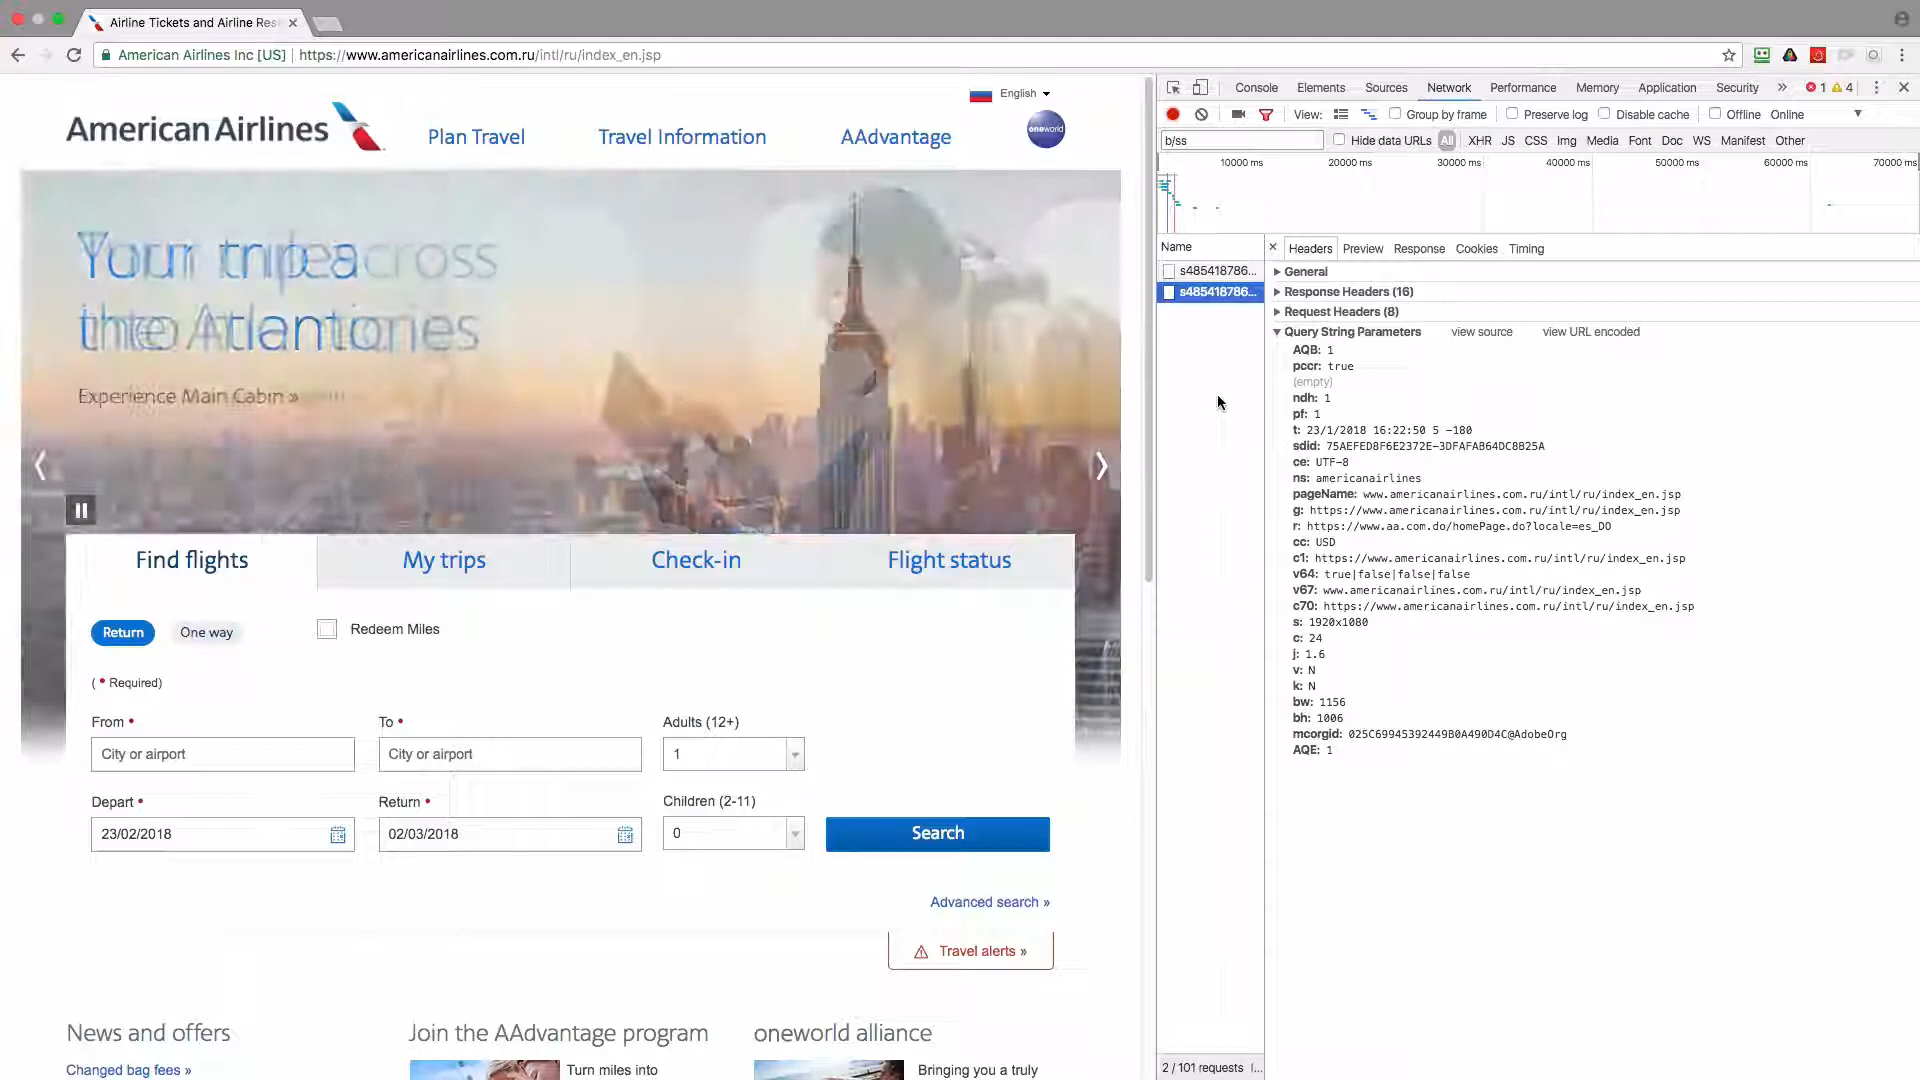 Airline Tickets and Airline Res
American Airlines Inc [US] | https://www.americanairlines.com.ru/intl/ru/index_en.jsp
English
American Airlines
Plan Travel
Travel Information
AAdvantage
oneworld
Your trip across
the Atlantic
Experience Main Cabin »
Find flights
My trips
Check-in
Flight status
Return
One way
Redeem Miles
( • Required)
From •
To •
Adults (12+)
City or airport
City or airport
1
Depart •
Return •
Children (2-11)
23/02/2018
02/03/2018
0
Search
Advanced search »
Travel alerts »
News and offers
Join the AAdvantage program
oneworld alliance
Changed bag fees »
Turn miles into
Bringing you a truly
Console Elements Sources Network Performance Memory Application Security » 1 4
View: Group by frame Preserve log Disable cache Offline Online
b/ss Hide data URLs All XHR JS CSS Img Media Font Doc WS Manifest Other
10000 ms 20000 ms 30000 ms 40000 ms 50000 ms 60000 ms 70000 ms
Name
s485418786...
s485418786...
Headers Preview Response Cookies Timing
General
Response Headers (16)
Request Headers (8)
Query String Parameters view source view URL encoded
AQB: 1
pccr: true
(empty)
ndh: 1
pf: 1
t: 23/1/2018 16:22:50 5 -180
sdid: 75AEFED8F6E2372E-3DFAFAB64DC8B25A
ce: UTF-8
ns: americanairlines
pageName: www.americanairlines.com.ru/intl/ru/index_en.jsp
g: https://www.americanairlines.com.ru/intl/ru/index_en.jsp
r: https://www.aa.com.do/homePage.do?locale=es_DO
cc: USD
c1: https://www.americanairlines.com.ru/intl/ru/index_en.jsp
v64: true|false|false|false
v67: www.americanairlines.com.ru/intl/ru/index_en.jsp
c70: https://www.americanairlines.com.ru/intl/ru/index_en.jsp
s: 1920x1080
c: 24
j: 1.6
v: N
k: N
bw: 1156
bh: 1006
mcorgid: 025C69945392449B0A490D4C@AdobeOrg
AQE: 1
2 / 101 requests